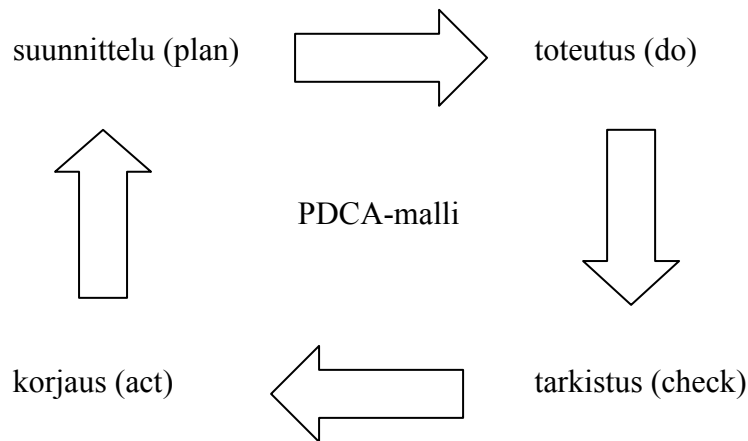 suunnittelu (plan)
toteutus (do)
PDCA-malli
korjaus (act)
tarkistus (check)